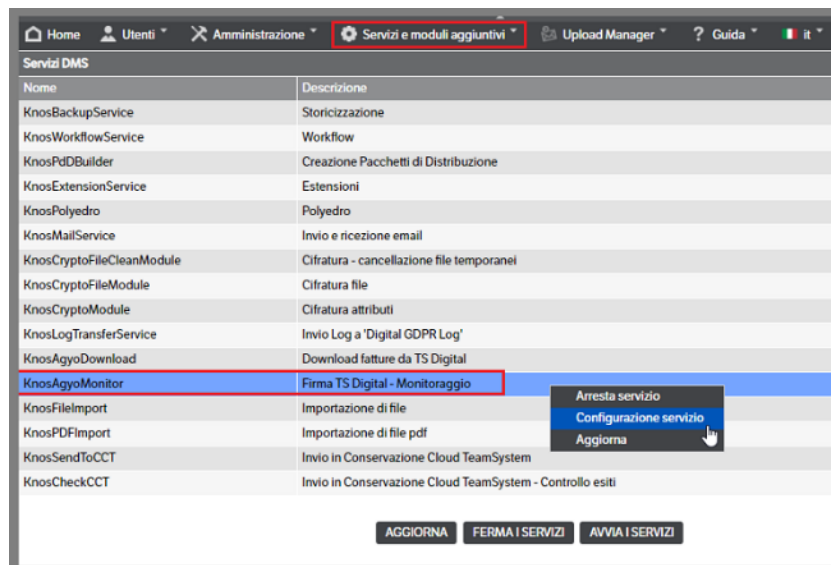 Home Utenti Amministrazione Servizi e moduli aggiuntivi Upload Manager ? Guida it
Servizi DMS
Nome Descrizione
KnosBackupService Storicizzazione
KnosWorkflowService Workflow
KnosPdDBuilder Creazione Pacchetti di Distribuzione
KnosExtensionService Estensioni
KnosPolyedro Polyedro
KnosMailService Invio e ricezione email
KnosCryptoFileCleanModule Cifratura - cancellazione file temporanei
KnosCryptoFileModule Cifratura file
KnosCryptoModule Cifratura attributi
KnosLogTransferService Invio Log a 'Digital GDPR Log'
KnosAgyoDownload Download fatture da TS Digital
KnosAgyoMonitor Firma TS Digital - Monitoraggio
Arresta servizio
KnosFileImport Importazione di file
Configurazione servizio
KnosPDFImport Importazione di file pdf
Aggiorna
KnosSendToCCT Invio in Conservazione Cloud TeamSystem
KnosCheckCCT Invio in Conservazione Cloud TeamSystem - Controllo esiti
AGGIORNA FERMA I SERVIZI AVVIA I SERVIZI